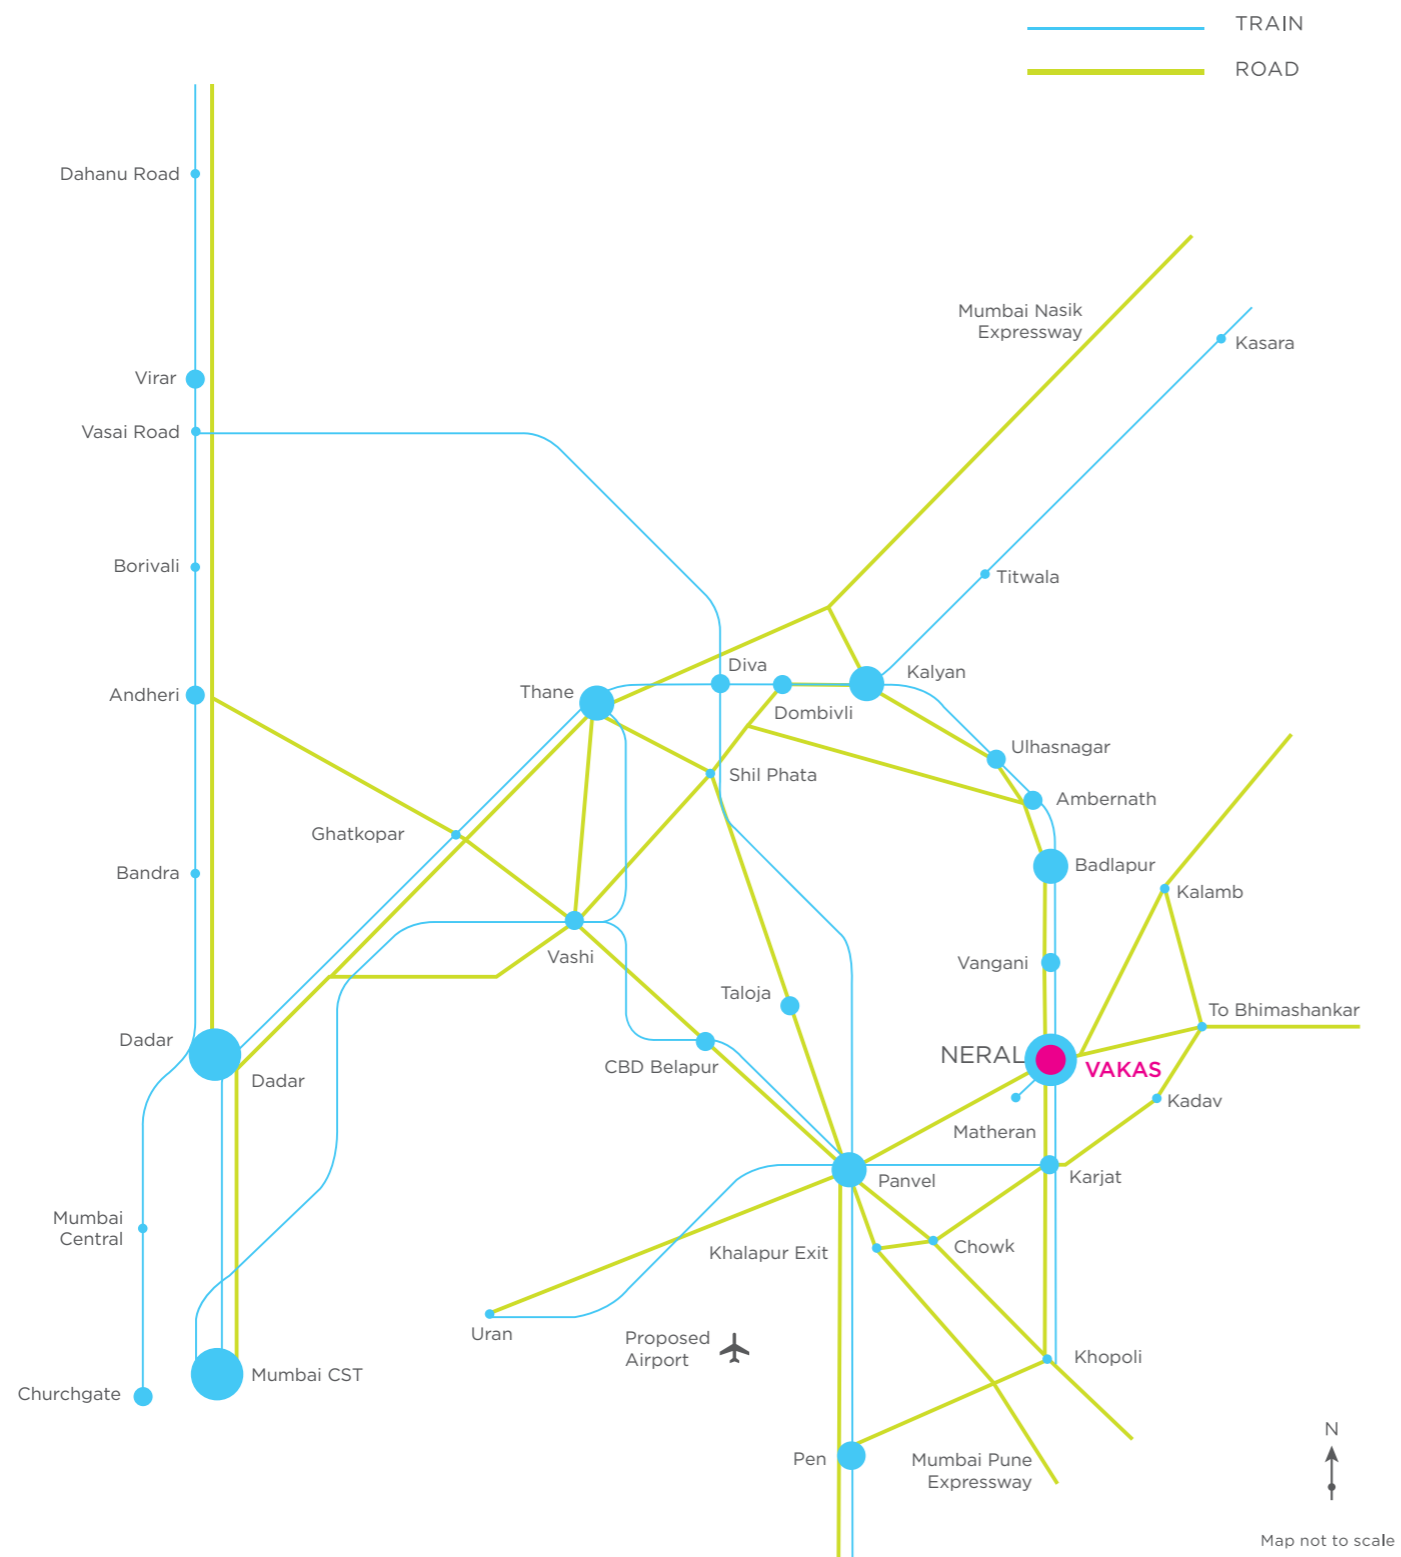 TRAIN
ROAD
Dahanu Road
Mumbai Nasik
Expressway
Kasara
Virar
Vasai Road
Borivali
Titwala
Diva
Kalyan
Andheri
Thane
Dombivli
Ulhasnagar
Shil Phata
Ambernath
Ghatkopar
Bandra
Badlapur
Kalamb
Vashi
Vangani
Taloja
To Bhimashankar
Dadar
NERAL
CBD Belapur
VAKAS
Dadar
Kadav
Matheran
Panvel
Karjat
Mumbai
Central
Khalapur Exit
Chowk
Uran
Proposed
Airport
Khopoli
Mumbai CST
Churchgate
N
Pen
Mumbai Pune
Expressway
Map not to scale